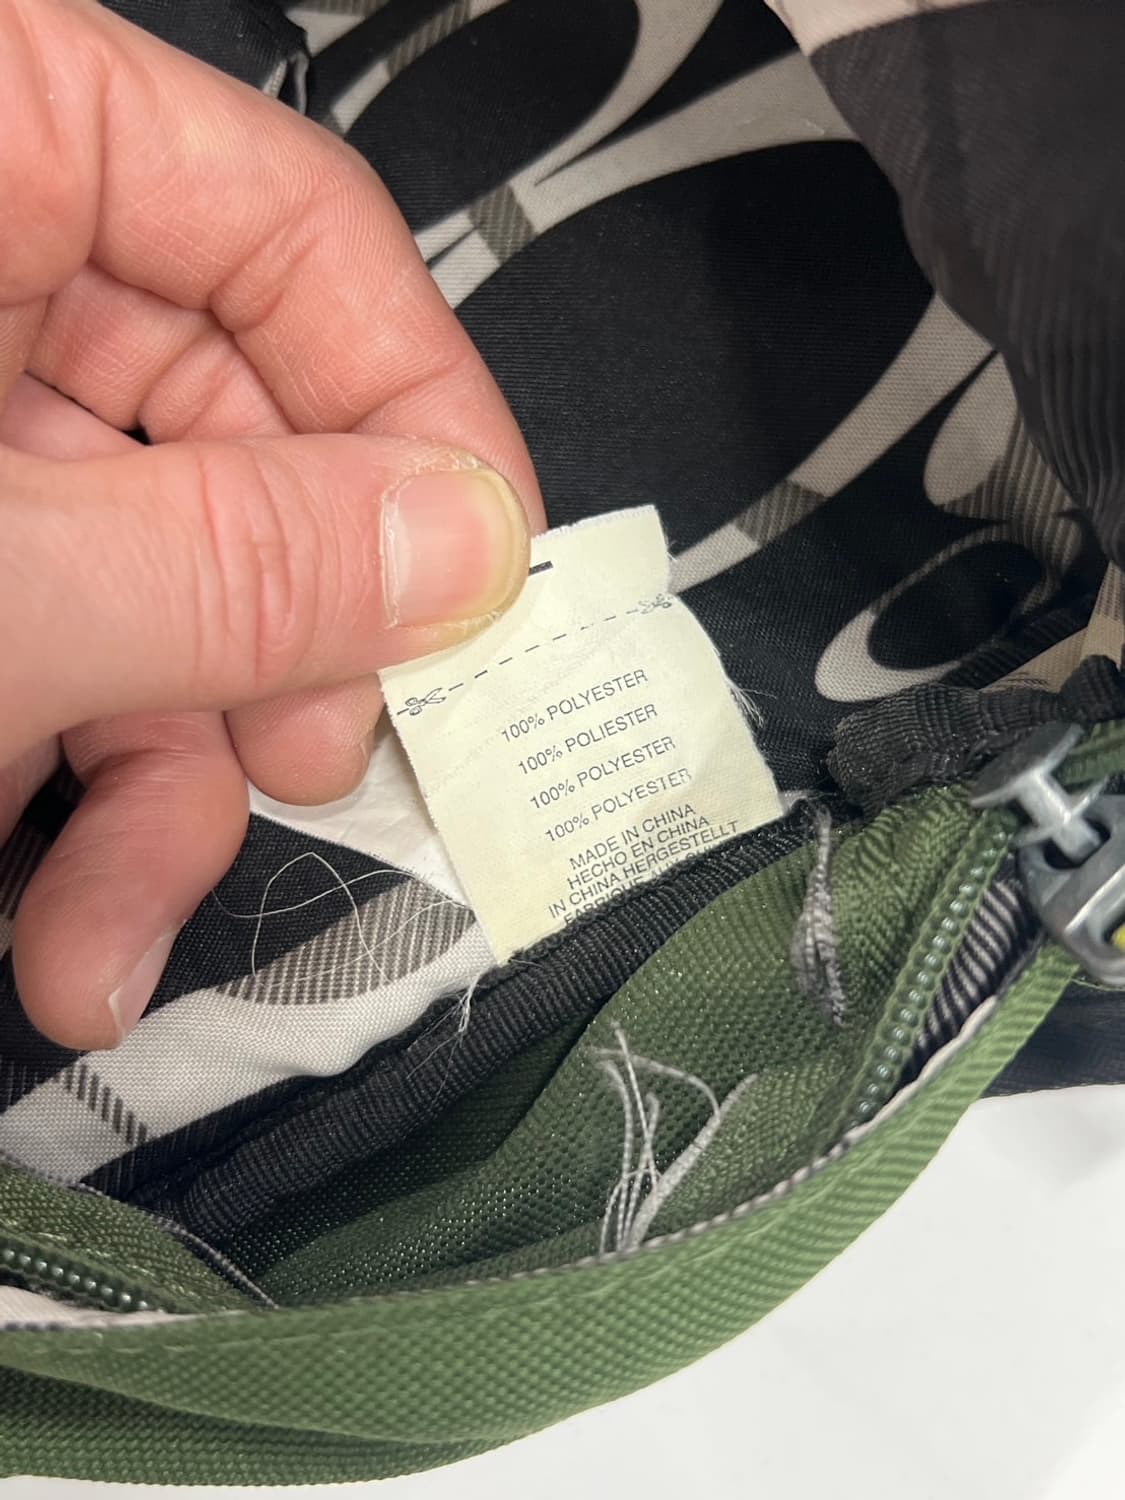 100% POLYESTER
100% POLIESTER
100% POLYESTER
100% POLYESTER
MADE IN CHINA
HECHO EN CHINA
IN CHINA HERGESTELLT